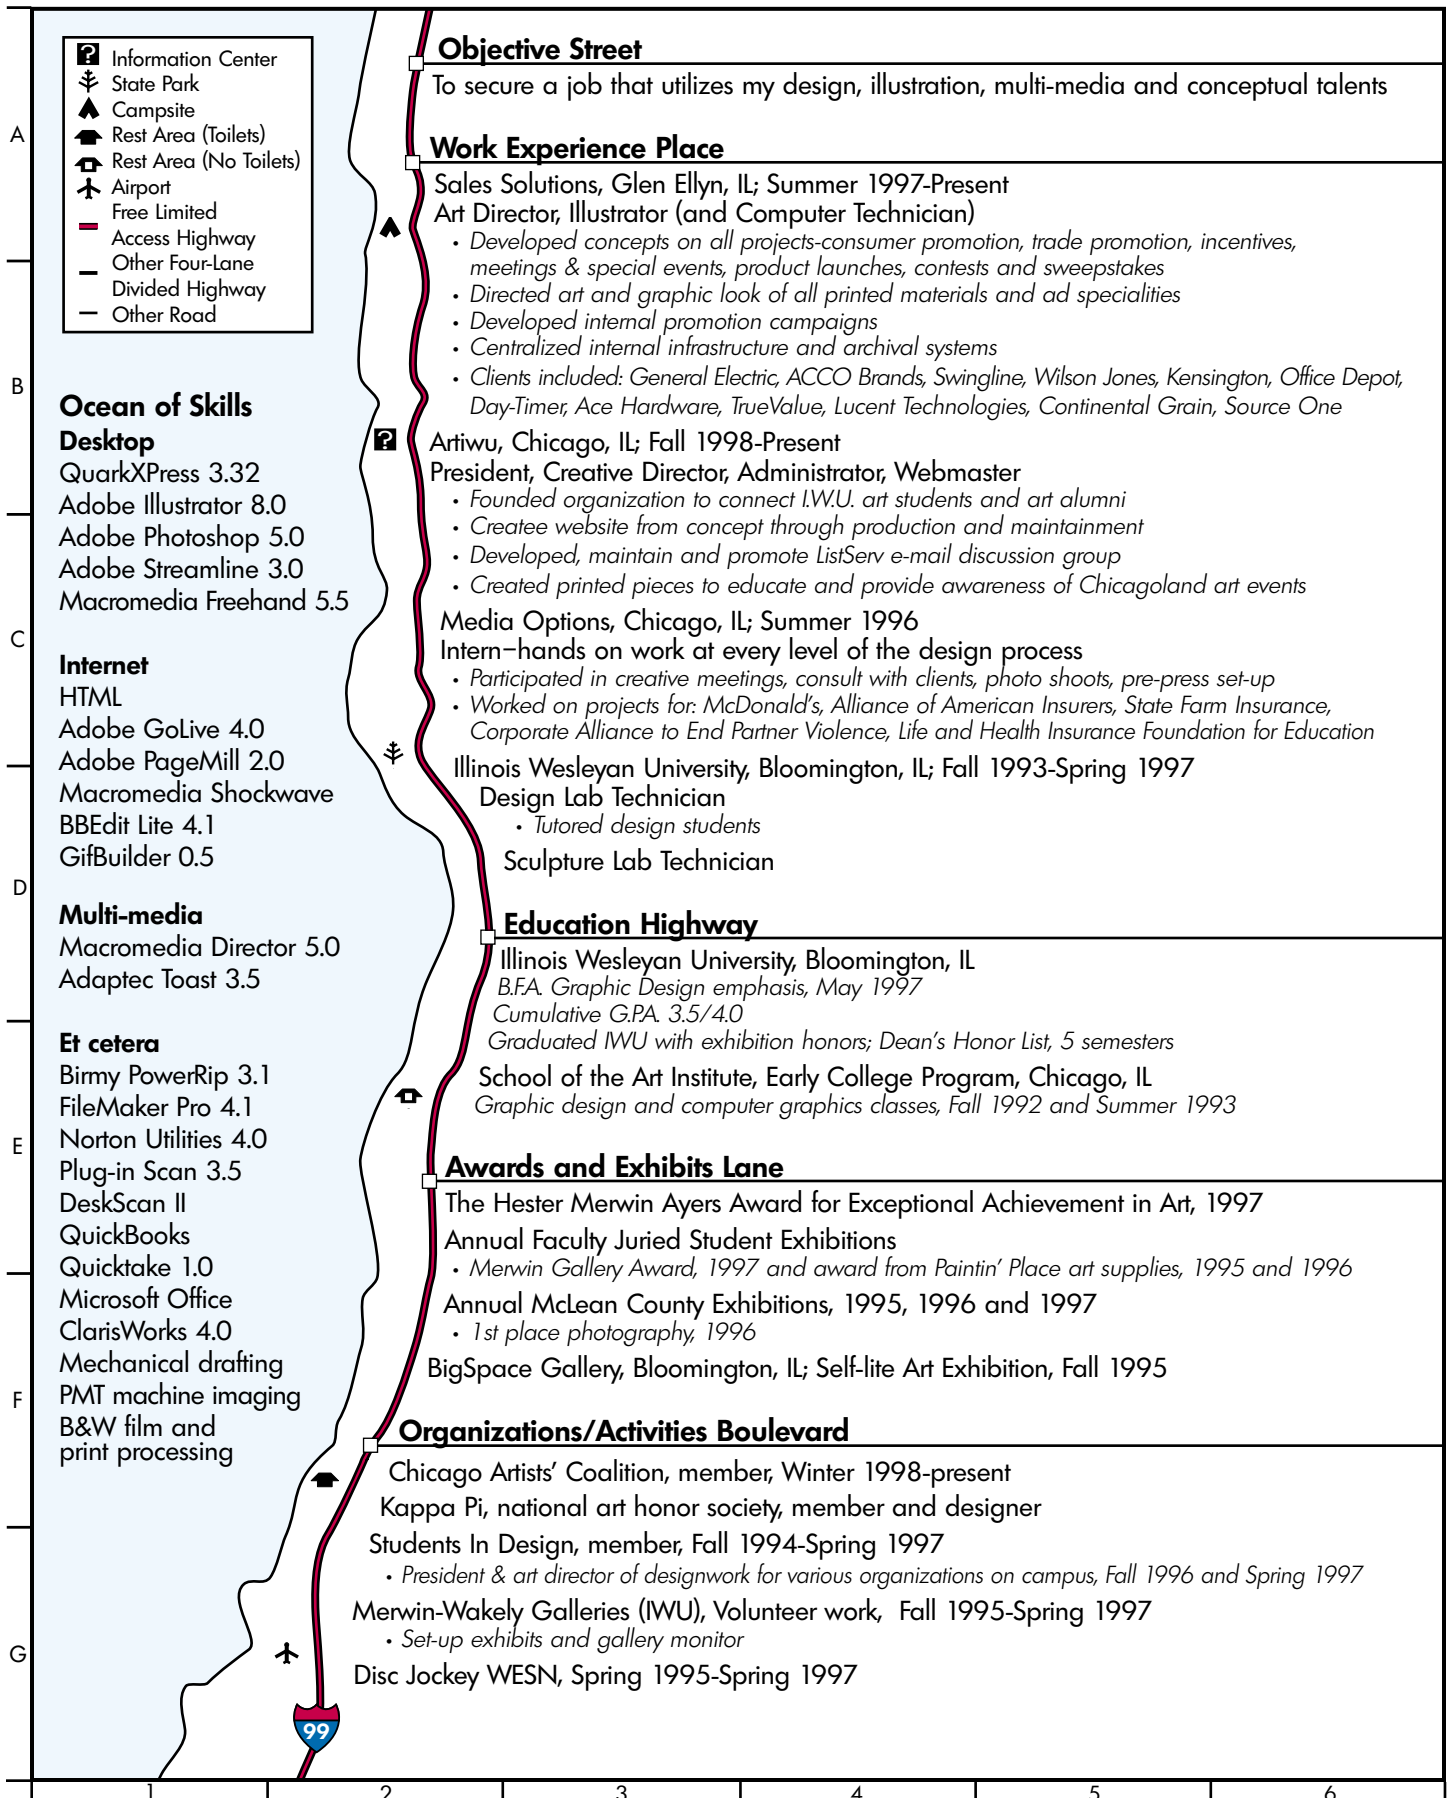 Information Center
State Park
Campsite
Rest Area (Toilets)
Rest Area (No Toilets)
Airport
Free Limited
Access Highway
Other Four-Lane
Divided Highway
Other Road
Ocean of Skills
Desktop
QuarkXPress 3.32
Adobe Illustrator 8.0
Adobe Photoshop 5.0
Adobe Streamline 3.0
Macromedia Freehand 5.5
Internet
HTML
Adobe GoLive 4.0
Adobe PageMill 2.0
Macromedia Shockwave
BBEdit Lite 4.1
GifBuilder 0.5
Multi-media
Macromedia Director 5.0
Adaptec Toast 3.5
Et cetera
Birmy PowerRip 3.1
FileMaker Pro 4.1
Norton Utilities 4.0
Plug-in Scan 3.5
DeskScan II
QuickBooks
Quicktake 1.0
Microsoft Office
ClarisWorks 4.0
Mechanical drafting
PMT machine imaging
B&W film and
print processing
Objective Street
To secure a job that utilizes my design, illustration, multi-media and conceptual talents
Work Experience Place
Sales Solutions, Glen Ellyn, IL; Summer 1997-Present
Art Director, Illustrator (and Computer Technician)
• Developed concepts on all projects-consumer promotion, trade promotion, incentives,
meetings & special events, product launches, contests and sweepstakes
• Directed art and graphic look of all printed materials and ad specialities
• Developed internal promotion campaigns
• Centralized internal infrastructure and archival systems
• Clients included: General Electric, ACCO Brands, Swingline, Wilson Jones, Kensington, Office Depot,
Day-Timer, Ace Hardware, TrueValue, Lucent Technologies, Continental Grain, Source One
?
Artiwu, Chicago, IL; Fall 1998-Present
President, Creative Director, Administrator, Webmaster
• Founded organization to connect I.W.U. art students and art alumni
• Createe website from concept through production and maintainment
• Developed, maintain and promote ListServ e-mail discussion group
• Created printed pieces to educate and provide awareness of Chicagoland art events
Media Options, Chicago, IL; Summer 1996
Intern–hands on work at every level of the design process
• Participated in creative meetings, consult with clients, photo shoots, pre-press set-up
• Worked on projects for: McDonald's, Alliance of American Insurers, State Farm Insurance,
Corporate Alliance to End Partner Violence, Life and Health Insurance Foundation for Education
Illinois Wesleyan University, Bloomington, IL; Fall 1993-Spring 1997
Design Lab Technician
• Tutored design students
Sculpture Lab Technician
Education Highway
Illinois Wesleyan University, Bloomington, IL
B.F.A. Graphic Design emphasis, May 1997
Cumulative G.P.A. 3.5/4.0
Graduated IWU with exhibition honors; Dean's Honor List, 5 semesters
School of the Art Institute, Early College Program, Chicago, IL
Graphic design and computer graphics classes, Fall 1992 and Summer 1993
Awards and Exhibits Lane
The Hester Merwin Ayers Award for Exceptional Achievement in Art, 1997
Annual Faculty Juried Student Exhibitions
• Merwin Gallery Award, 1997 and award from Paintin' Place art supplies, 1995 and 1996
Annual McLean County Exhibitions, 1995, 1996 and 1997
• 1st place photography, 1996
BigSpace Gallery, Bloomington, IL; Self-lite Art Exhibition, Fall 1995
Organizations/Activities Boulevard
Chicago Artists' Coalition, member, Winter 1998-present
Kappa Pi, national art honor society, member and designer
Students In Design, member, Fall 1994-Spring 1997
• President & art director of designwork for various organizations on campus, Fall 1996 and Spring 1997
Merwin-Wakely Galleries (IWU), Volunteer work, Fall 1995-Spring 1997
• Set-up exhibits and gallery monitor
Disc Jockey WESN, Spring 1995-Spring 1997
99
A
B
C
D
E
F
G
1 2 3 4 5 6